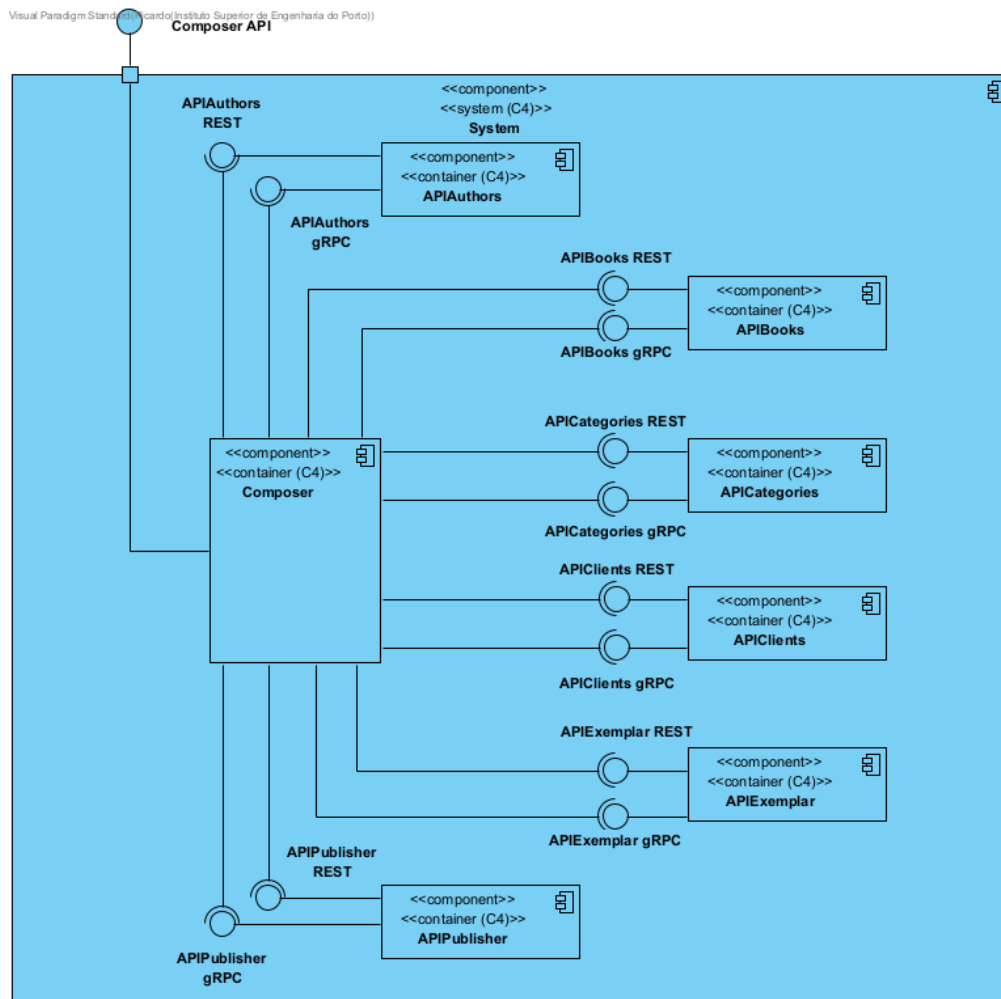 Visual Paradigm Standard(Ricardo(Instituto Superior de Engenharia do Porto))
Composer API
<<component>>
<<system (C4)>>
System
APIAuthors
REST
<<component>>
<<container (C4)>>
APIAuthors
APIAuthors
gRPC
APIBooks REST
<<component>>
<<container (C4)>>
APIBooks
APIBooks gRPC
APICategories REST
<<component>>
<<container (C4)>>
Composer
<<component>>
<<container (C4)>>
APICategories
APICategories gRPC
APIClients REST
<<component>>
<<container (C4)>>
APIClients
APIClients gRPC
APIExemplar REST
<<component>>
<<container (C4)>>
APIExemplar
APIExemplar gRPC
APIPublisher
REST
<<component>>
<<container (C4)>>
APIPublisher
APIPublisher
gRPC